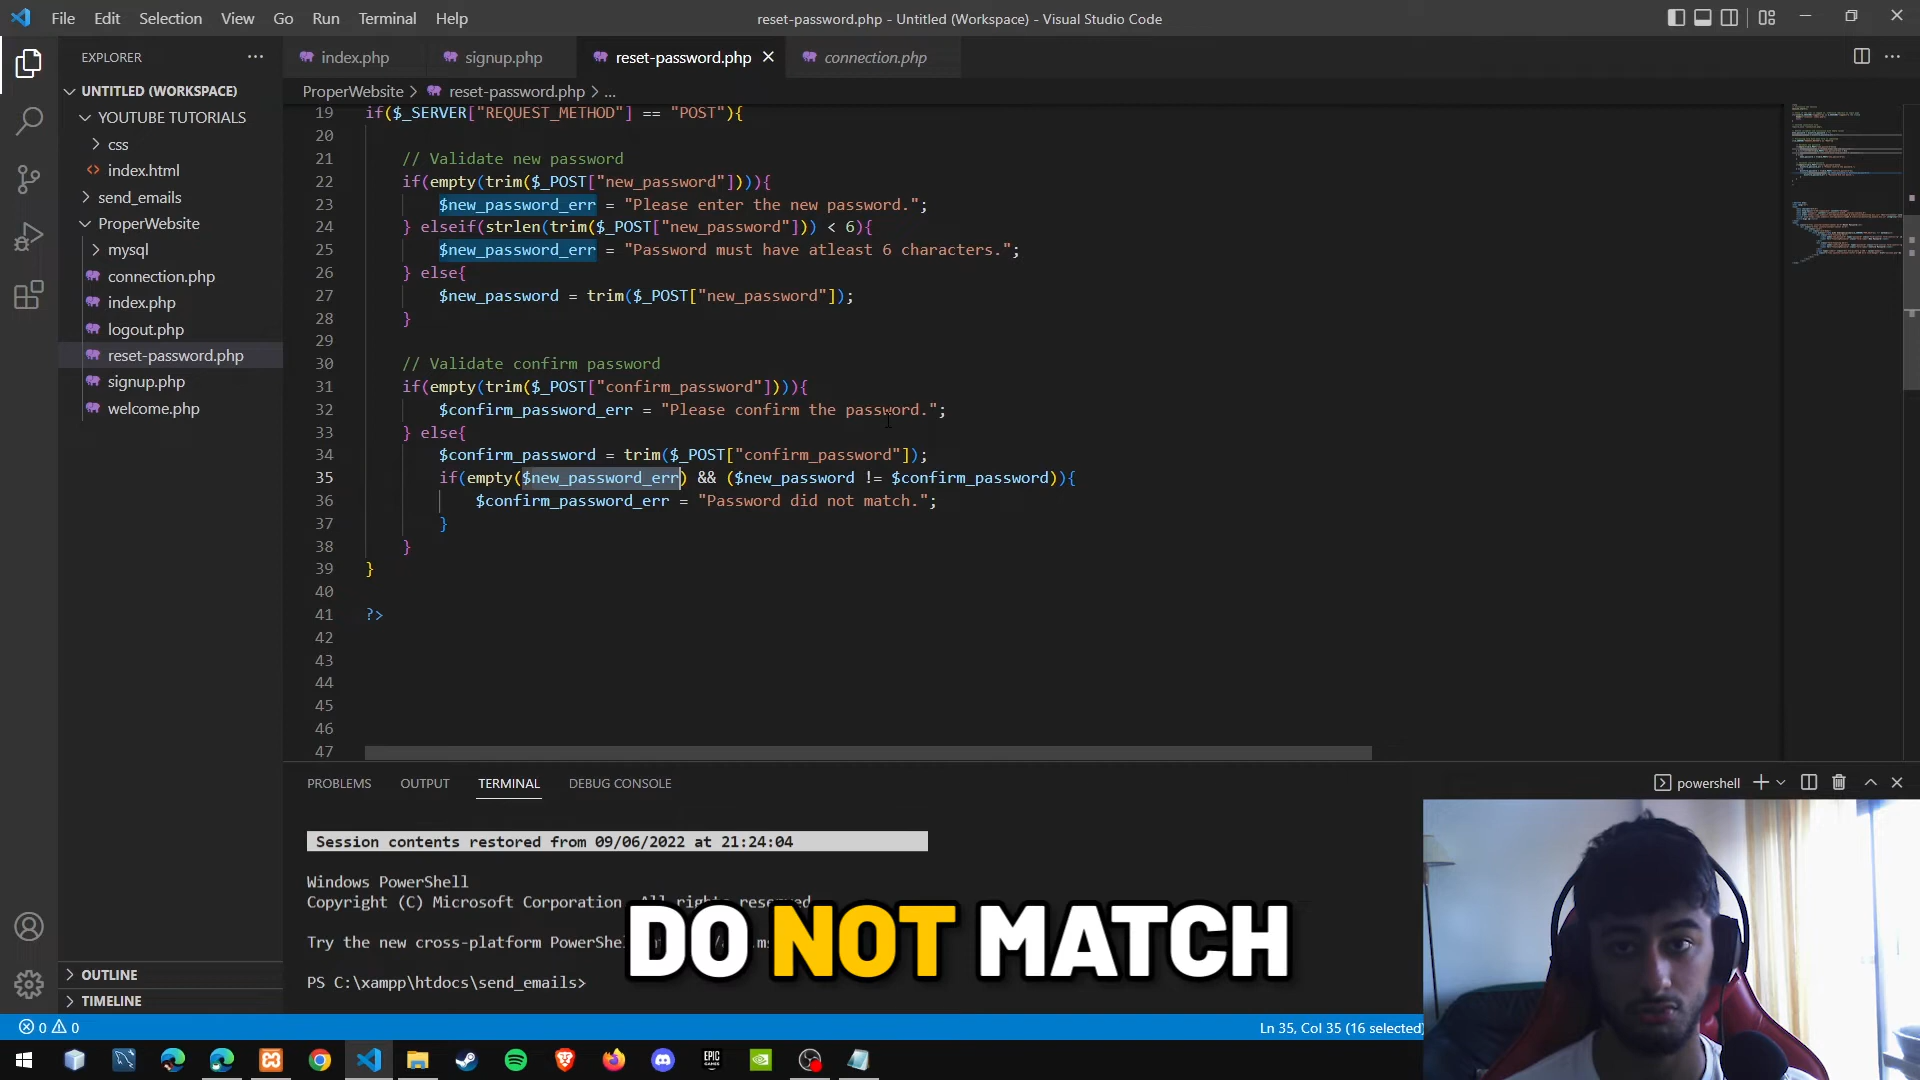 File Edit Selection View Go Run Terminal Help
reset-password.php - Untitled (Workspace) - Visual Studio Code
EXPLORER
UNTITLED (WORKSPACE)
YOUTUBE TUTORIALS
css
index.html
send_emails
ProperWebsite
mysql
connection.php
index.php
logout.php
reset-password.php
signup.php
welcome.php
OUTLINE
TIMELINE
index.php signup.php reset-password.php connection.php
ProperWebsite > reset-password.php > ...
19 if($_SERVER["REQUEST_METHOD"] == "POST"){
20
21 // Validate new password
22 if(empty(trim($_POST["new_password"]))){
23 $new_password_err = "Please enter the new password.";
24 } elseif(strlen(trim($_POST["new_password"])) < 6){
25 $new_password_err = "Password must have atleast 6 characters.";
26 } else{
27 $new_password = trim($_POST["new_password"]);
28 }
29
30 // Validate confirm password
31 if(empty(trim($_POST["confirm_password"]))){
32 $confirm_password_err = "Please confirm the password.";
33 } else{
34 $confirm_password = trim($_POST["confirm_password"]);
35 if(empty($new_password_err) && ($new_password != $confirm_password)){
36 $confirm_password_err = "Password did not match.";
37 }
38 }
39 }
40
41 ?>
42
43
44
45
46
47
PROBLEMS OUTPUT TERMINAL DEBUG CONSOLE
powershell
Session contents restored from 09/06/2022 at 21:24:04
Windows PowerShell
Copyright (C) Microsoft Corporation. All rights reserved
Try the new cross-platform
PS C:\xampp\htdocs\send_emails>
DO NOT MATCH
0 0
Ln 35, Col 35 (16 selected)
EPIC GAMES